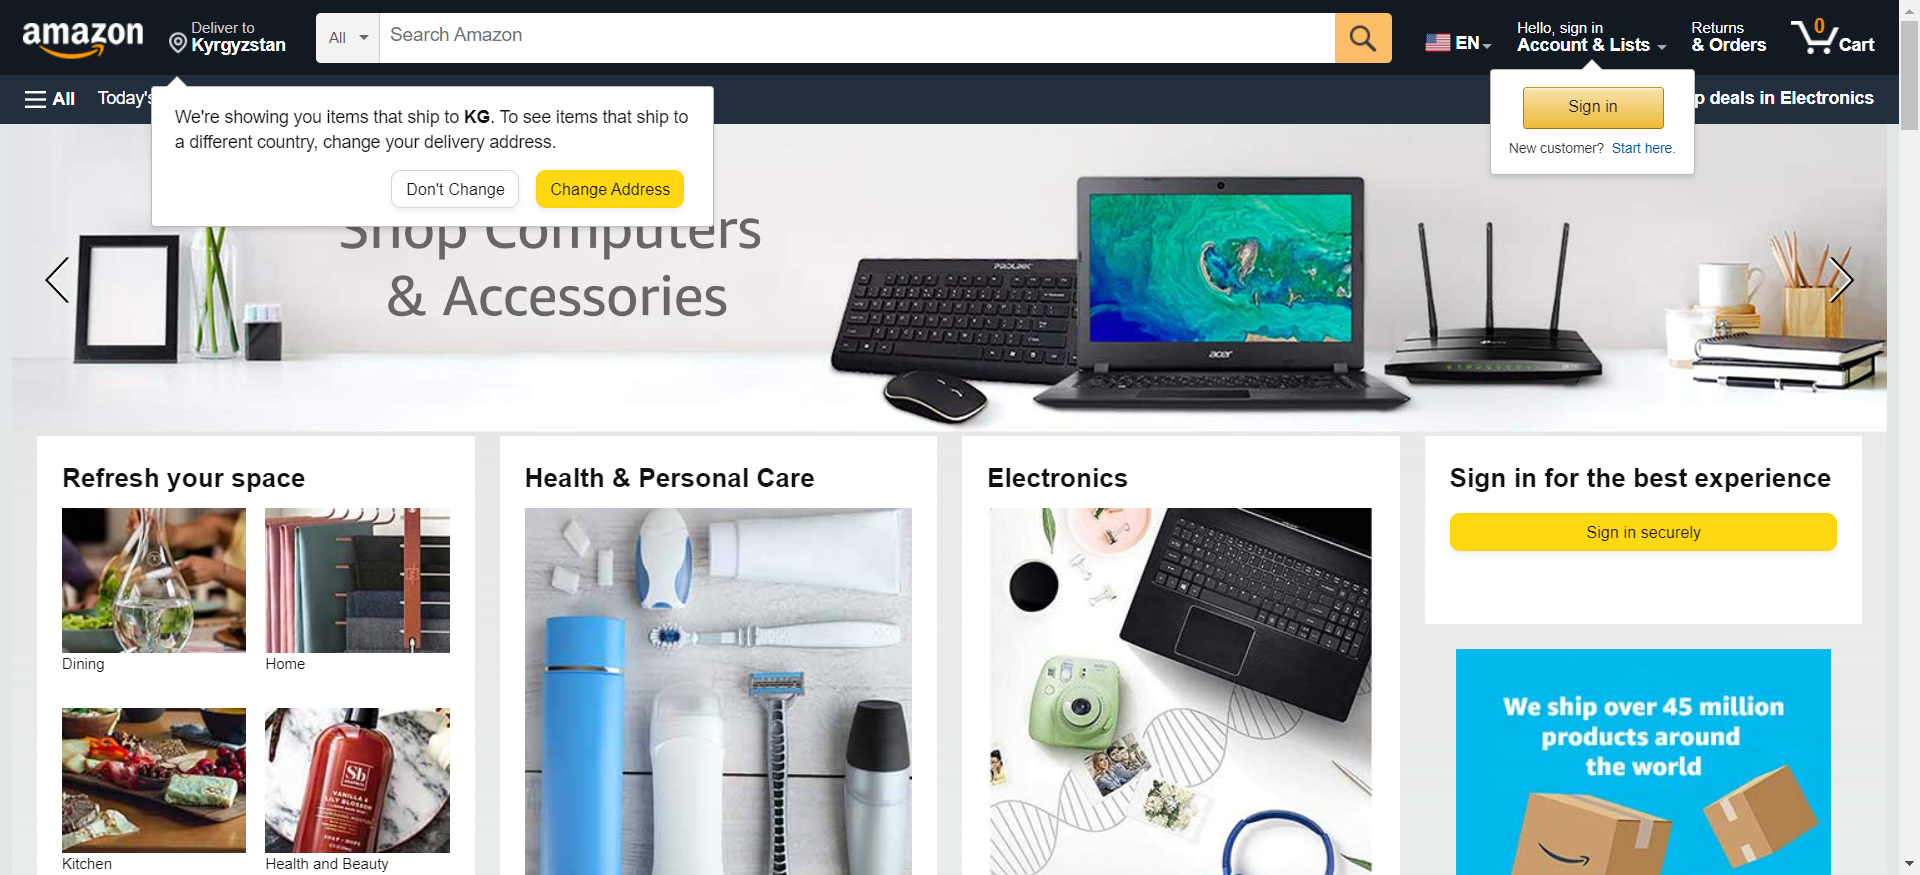 amazon
Deliver to
Kyrgyzstan
All
Search Amazon
EN
Hello, sign in
Account & Lists
Returns
& Orders
0
Cart
All
Today's
p deals in Electronics
We're showing you items that ship to KG. To see items that ship to
a different country, change your delivery address.
Don't Change
Change Address
Sign in
New customer? Start here.
Shop Computers
& Accessories
PROLINK
acer
Refresh your space
Dining
Home
Kitchen
Health and Beauty
Sb
VANILLA &
LILY BLOSSOM
Health & Personal Care
Electronics
Sign in for the best experience
Sign in securely
We ship over 45 million
products around
the world